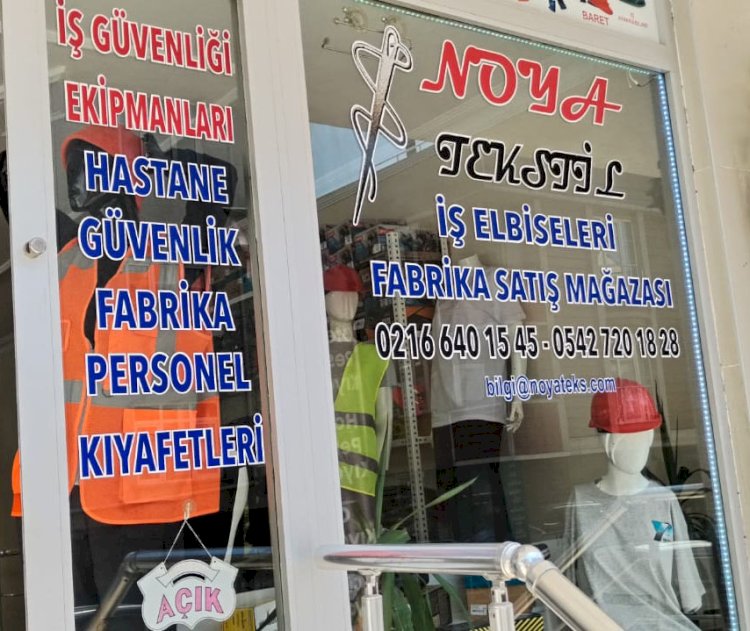 İŞ GÜVENLİĞİ
EKİPMANLARI
HASTANE
GÜVENLİK
FABRİKA
PERSONEL
KIYAFETLERİ
AÇIK
BARET
NOYA
TEKSTİL
İŞ ELBİSELERİ
FABRİKA SATIŞ MAĞAZASI
0216 640 15 45 - 0542 720 18 28
bilgi@noyateks.com